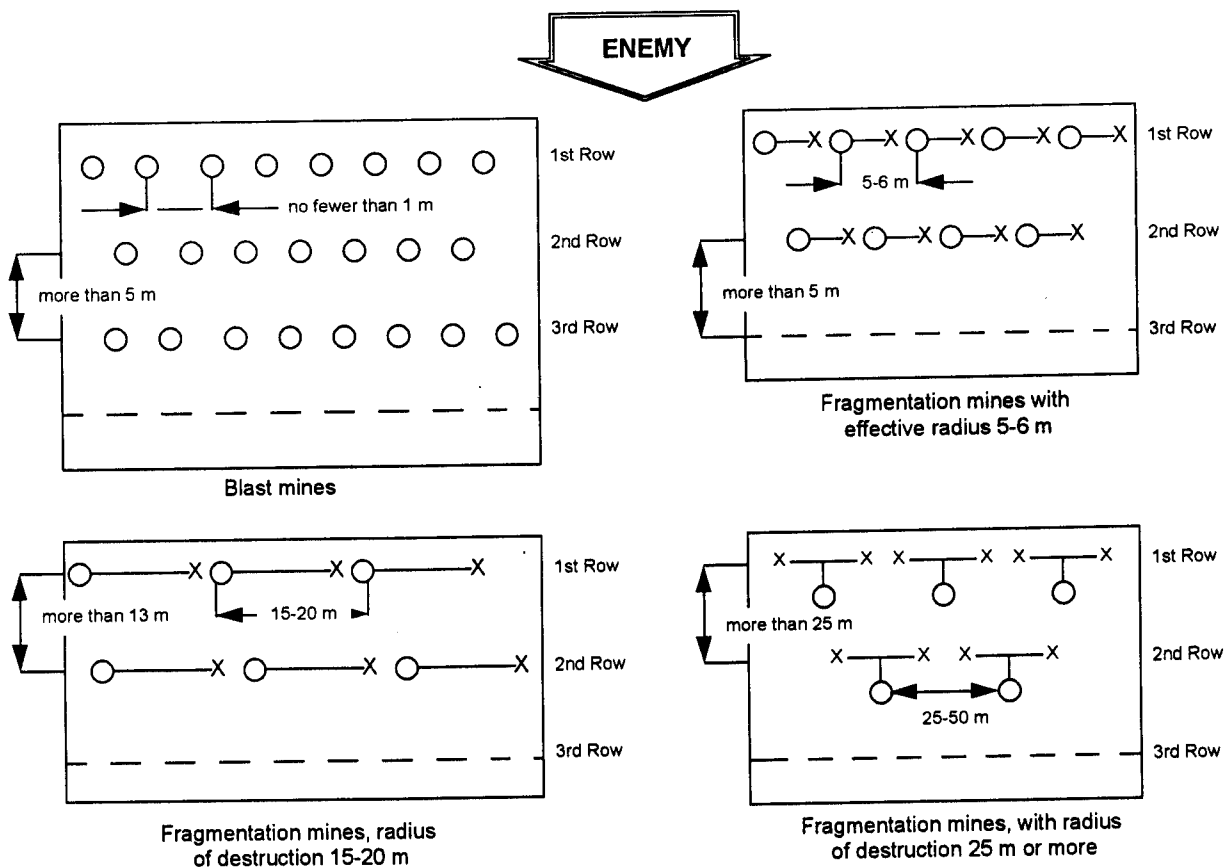 ENEMY
1st Row
no fewer than 1 m
2nd Row
more than 5 m
3rd Row
Blast mines
X X X X X
1st Row
5-6 m
X X X X
2nd Row
more than 5 m
3rd Row
Fragmentation mines with
effective radius 5-6 m
X X X
1st Row
more than 13 m
15-20 m
X X X
2nd Row
3rd Row
Fragmentation mines, radius
of destruction 15-20 m
X X X X X X
1st Row
more than 25 m
X X X X
2nd Row
25-50 m
3rd Row
Fragmentation mines, with radius
of destruction 25 m or more